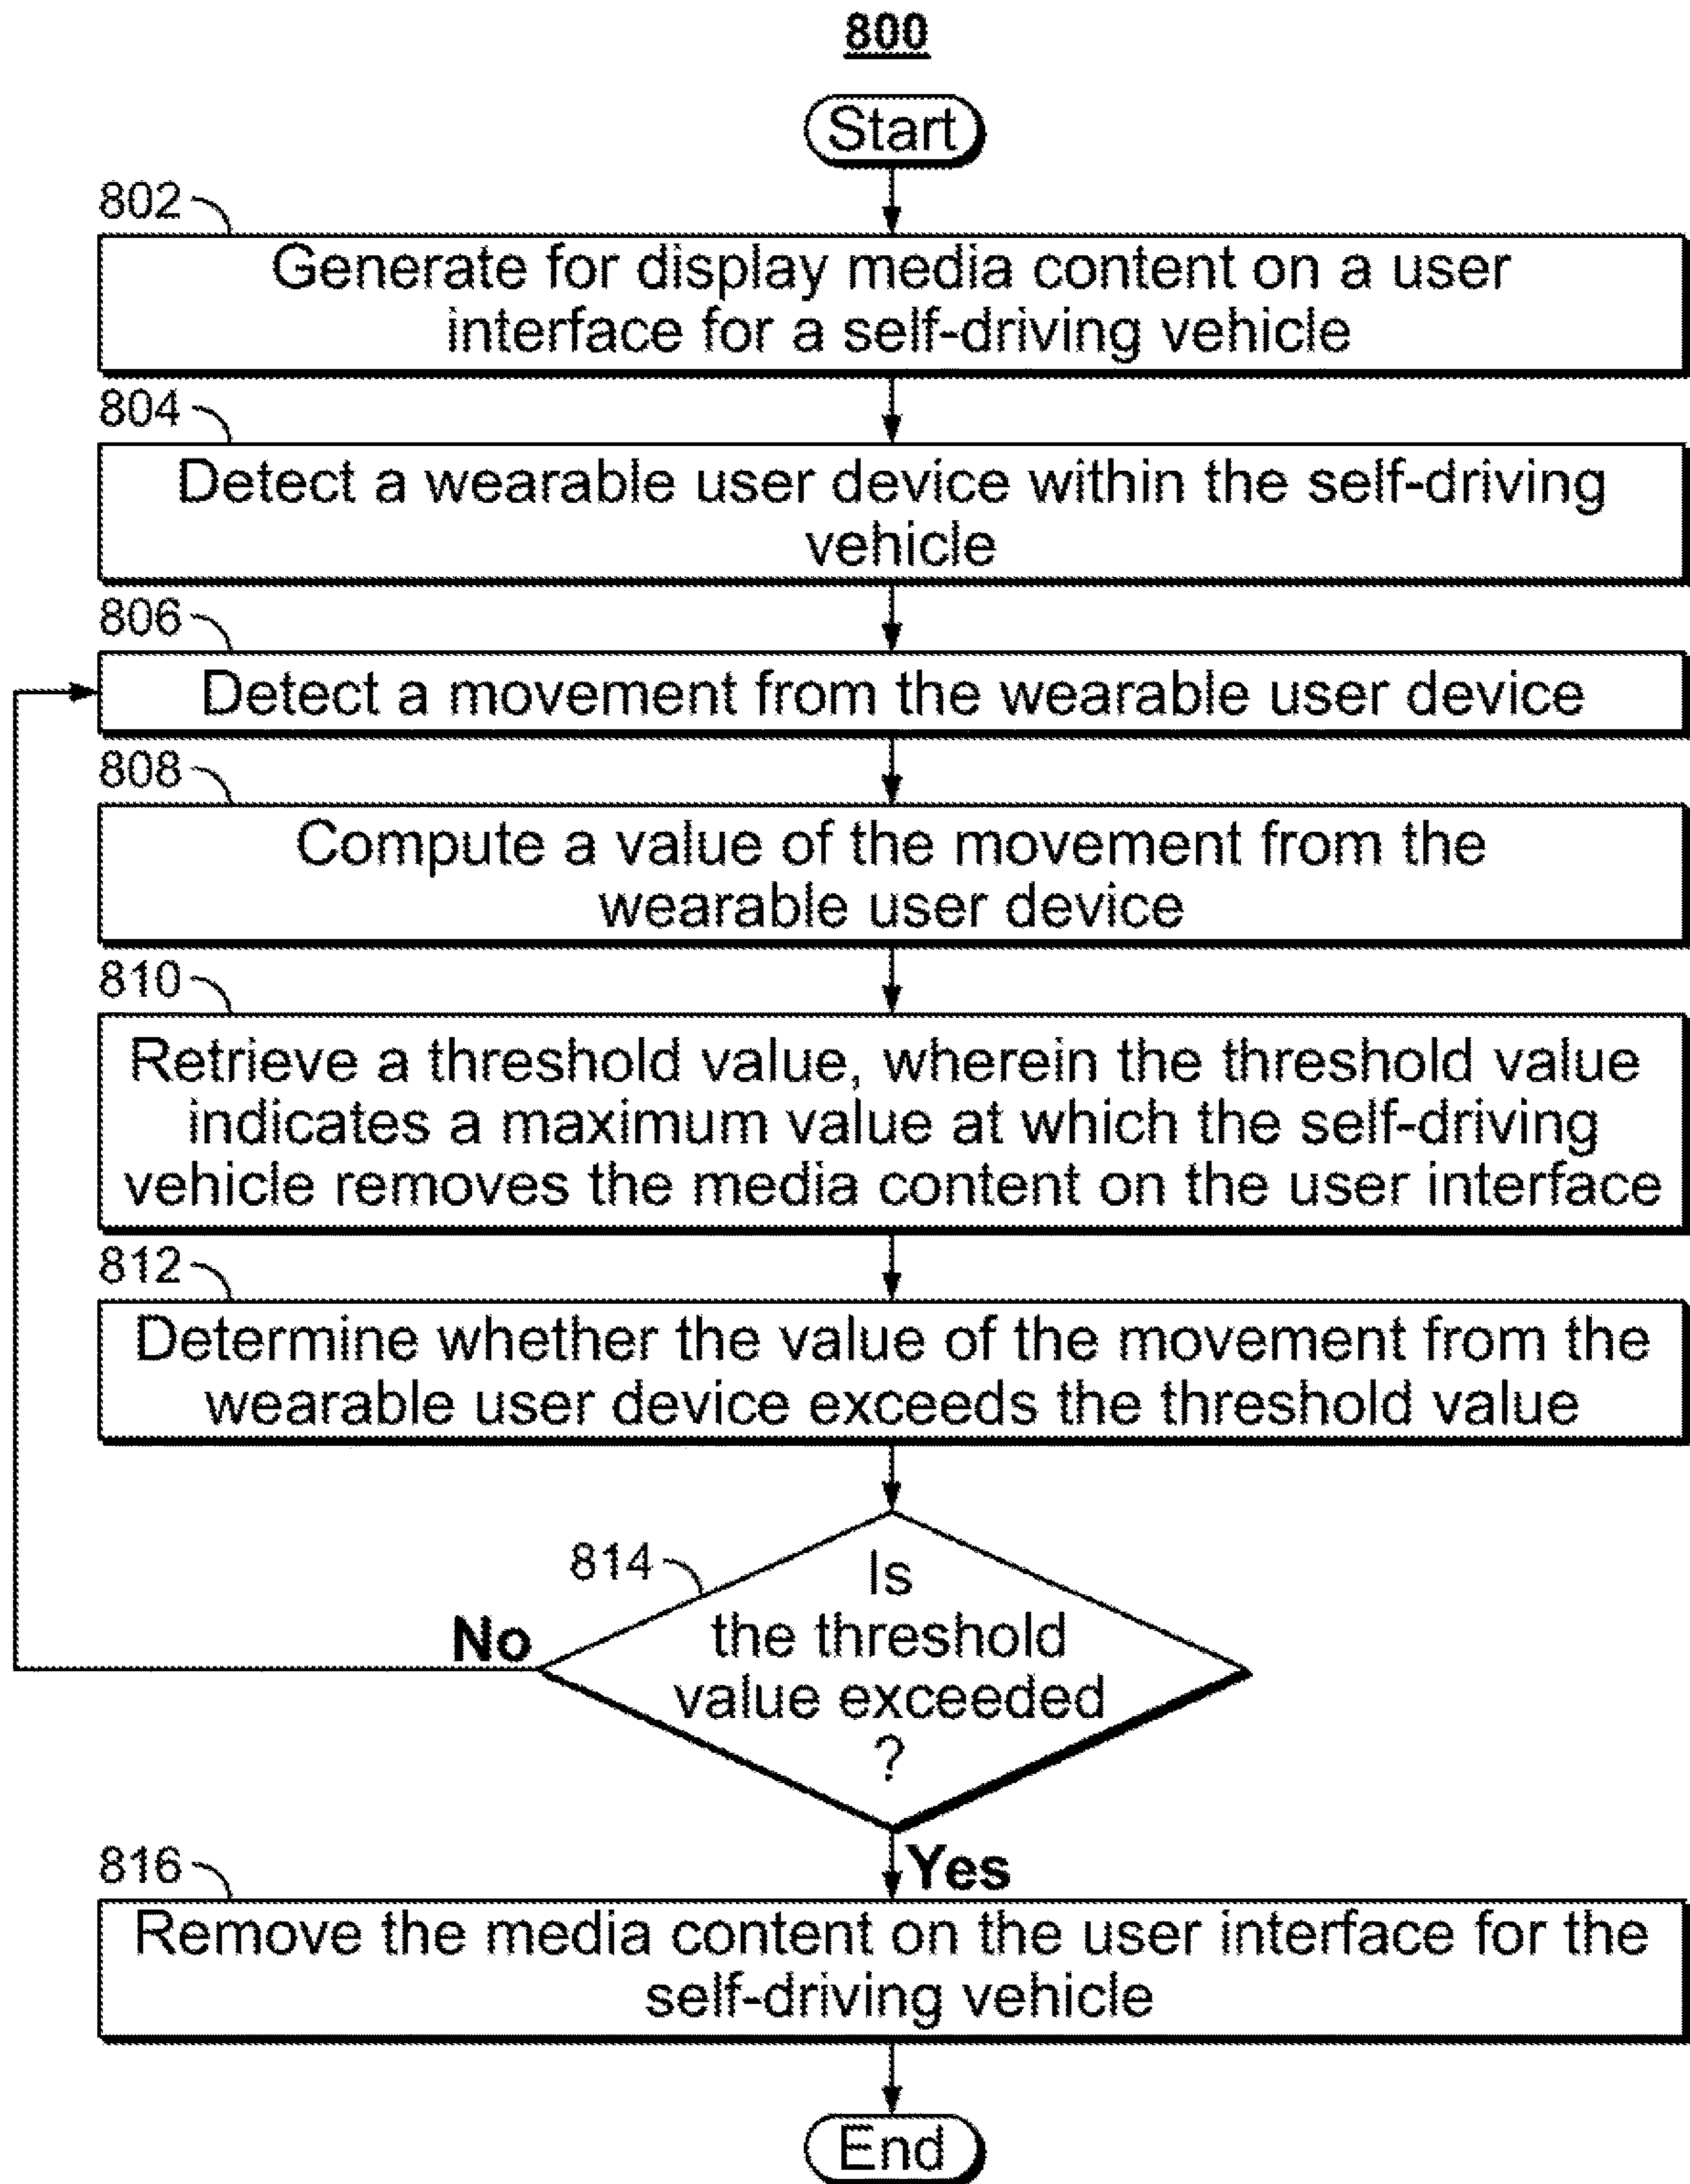 800
Start
802
Generate for display media content on a user
interface for a self-driving vehicle
804
Detect a wearable user device within the self-driving
vehicle
806
Detect a movement from the wearable user device
808
Compute a value of the movement from the
wearable user device
810
Retrieve a threshold value, wherein the threshold value
indicates a maximum value at which the self-driving
vehicle removes the media content on the user interface
812
Determine whether the value of the movement from the
wearable user device exceeds the threshold value
814
Is
the threshold
value exceeded
?
No
Yes
816
Remove the media content on the user interface for the
self-driving vehicle
End